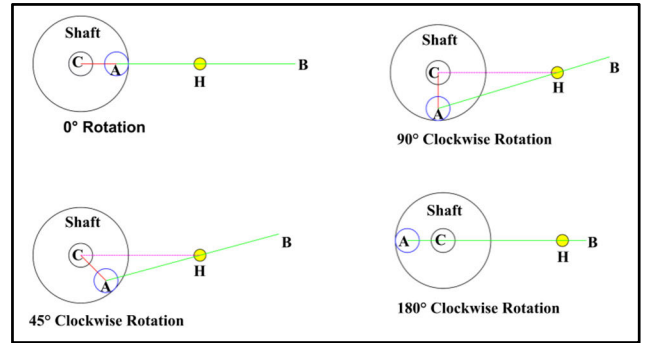 Shaft
C
A
H
B
0° Rotation
Shaft
C
A
H
B
90° Clockwise Rotation
Shaft
C
A
H
B
45° Clockwise Rotation
Shaft
A
C
H
B
180° Clockwise Rotation